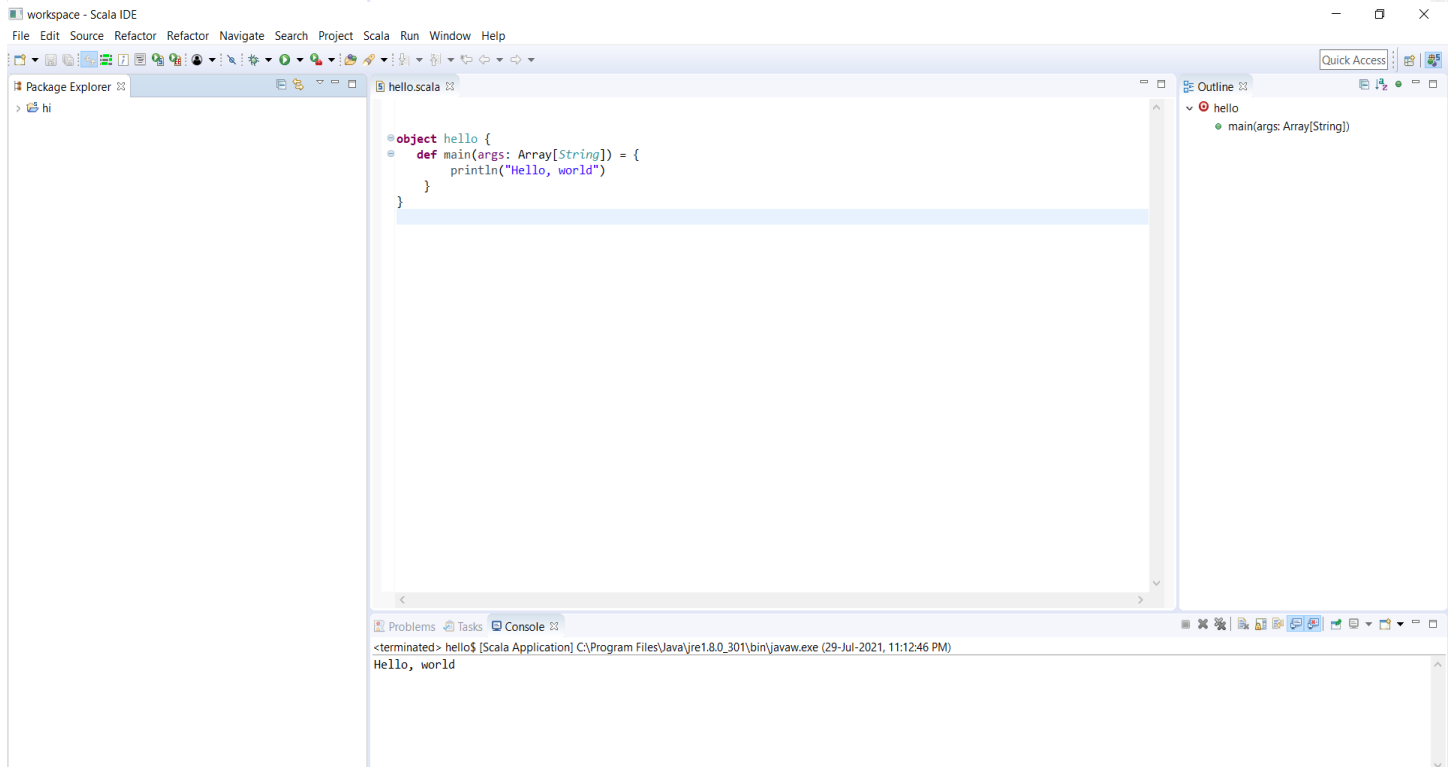 workspace - Scala IDE
File Edit Source Refactor Refactor Navigate Search Project Scala Run Window Help
Quick Access
Package Explorer
hi
hello.scala
object hello {
def main(args: Array[String]) = {
println("Hello, world")
}
}
Outline
hello
main(args: Array[String])
Problems Tasks Console
<terminated> hello$ [Scala Application] C:\Program Files\Java\jre1.8.0_301\bin\javaw.exe (29-Jul-2021, 11:12:46 PM)
Hello, world